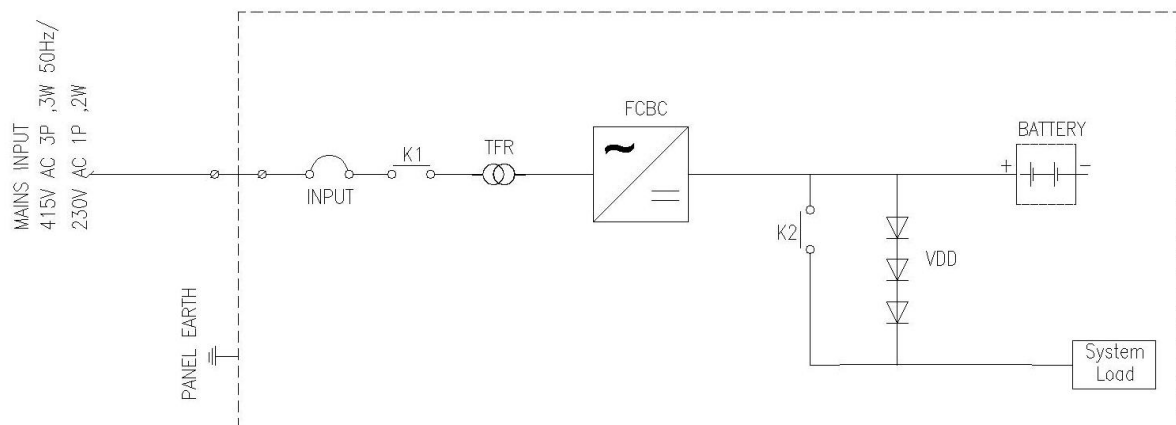 MAINS INPUT
415V AC 3P ,3W 50Hz/
230V AC 1P ,2W
PANEL EARTH
INPUT
K1
TFR
FCBC
~
K2
VDD
BATTERY
+ -
System
Load